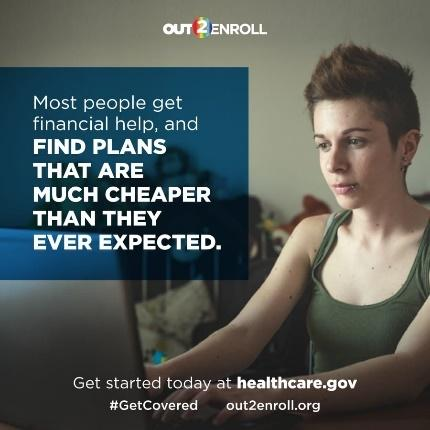 OUT2ENROLL
Most people get
financial help, and
FIND PLANS
THAT ARE
MUCH CHEAPER
THAN THEY
EVER EXPECTED.
Get started today at healthcare.gov
#GetCovered out2enroll.org